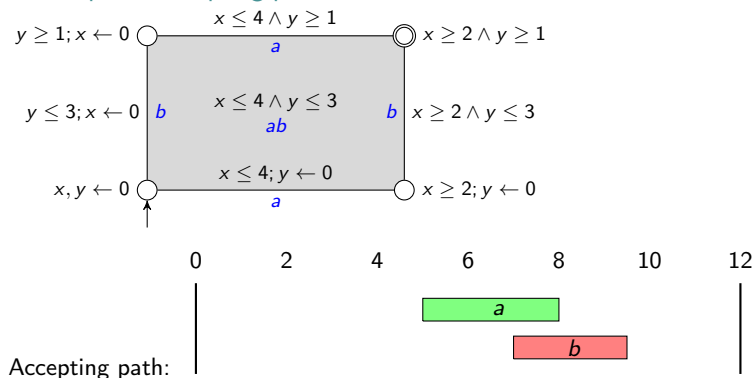 x ≤ 4 ∧ y ≥ 1
y ≥ 1; x ← 0
x ≥ 2 ∧ y ≥ 1
a
x ≤ 4 ∧ y ≤ 3
y ≤ 3; x ← 0 b
b x ≥ 2 ∧ y ≤ 3
ab
x ≤ 4; y ← 0
x, y ← 0
x ≥ 2; y ← 0
a
0 2 4 6 8 10 12
a
b
Accepting path: